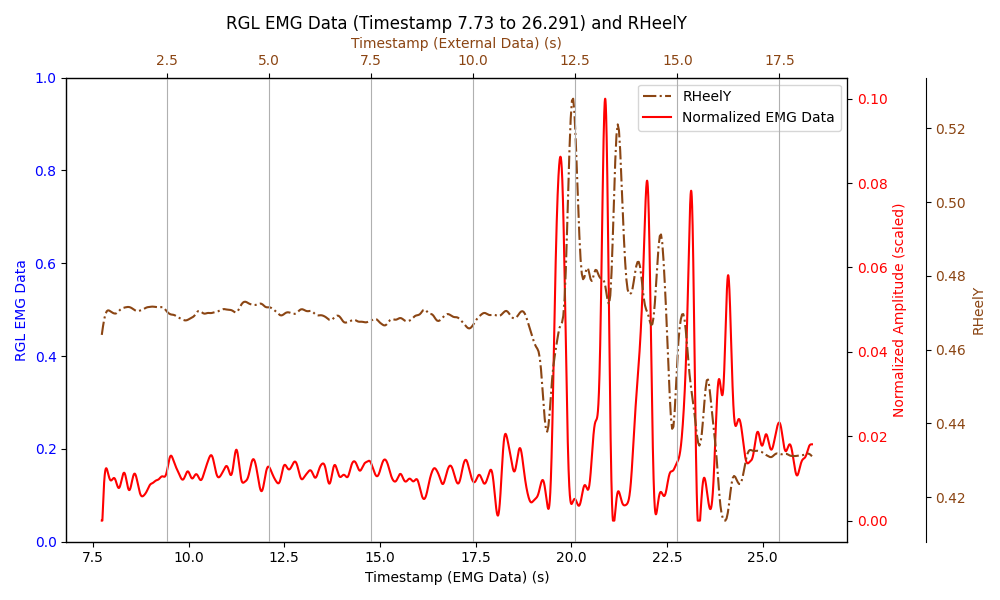 RGL EMG Data (Timestamp 7.73 to 26.291) and RHeelY
Timestamp (External Data) (s)
2.5 5.0 7.5 10.0 12.5 15.0 17.5
1.0
0.8
0.6
0.4
0.2
0.0
RGL EMG Data
RHeelY
Normalized EMG Data
0.10
0.08
0.06
0.04
0.02
0.00
Normalized Amplitude (scaled)
0.52
0.50
0.48
0.46
0.44
0.42
RHeelY
7.5 10.0 12.5 15.0 17.5 20.0 22.5 25.0
Timestamp (EMG Data) (s)